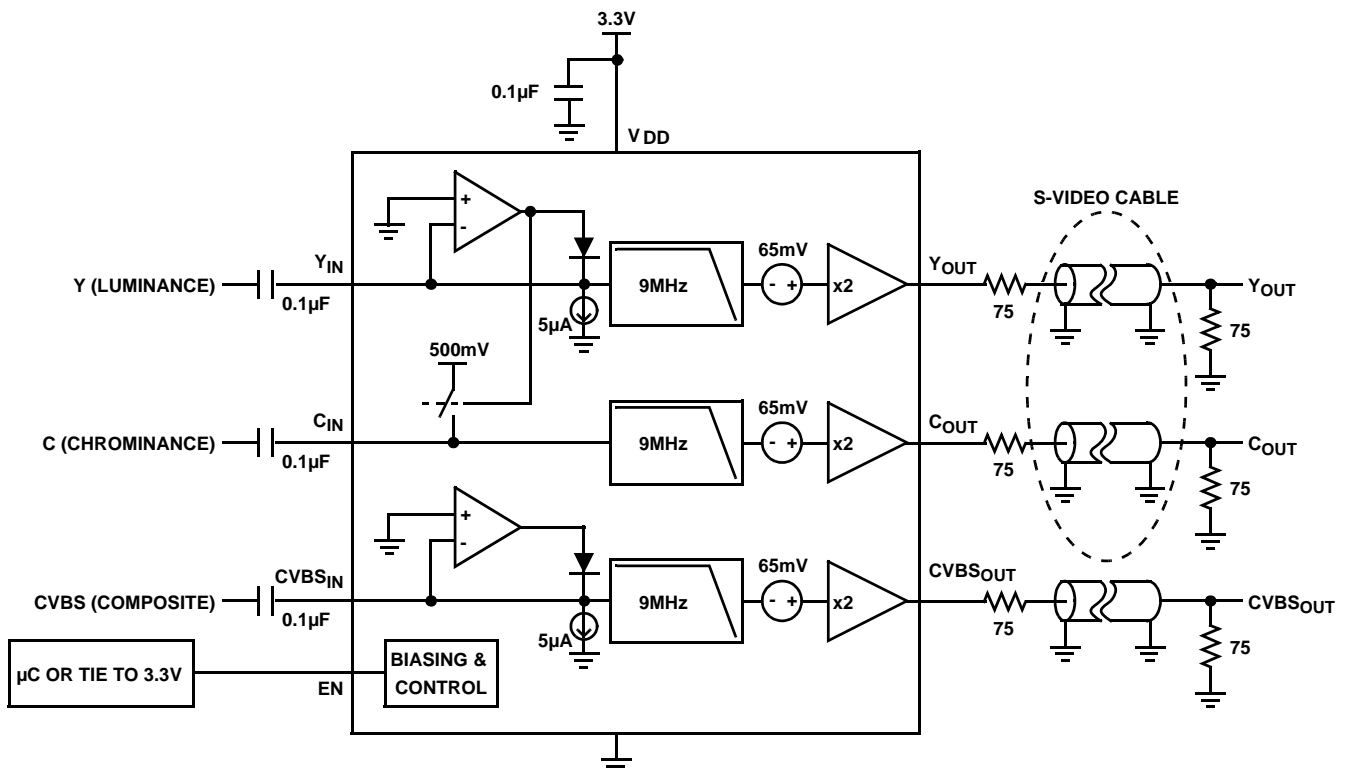 3.3V
0.1µF
V DD
S-VIDEO CABLE
+
-
YIN
65mV
YOUT
Y (LUMINANCE)
0.1µF
9MHz
- +
x2
75
YOUT
75
5µA
500mV
CIN
65mV
COUT
C (CHROMINANCE)
0.1µF
9MHz
- +
x2
75
COUT
75
+
-
CVBSIN
65mV
CVBSOUT
CVBS (COMPOSITE)
0.1µF
9MHz
- +
x2
75
CVBSOUT
75
5µA
µC OR TIE TO 3.3V
EN
BIASING &
CONTROL